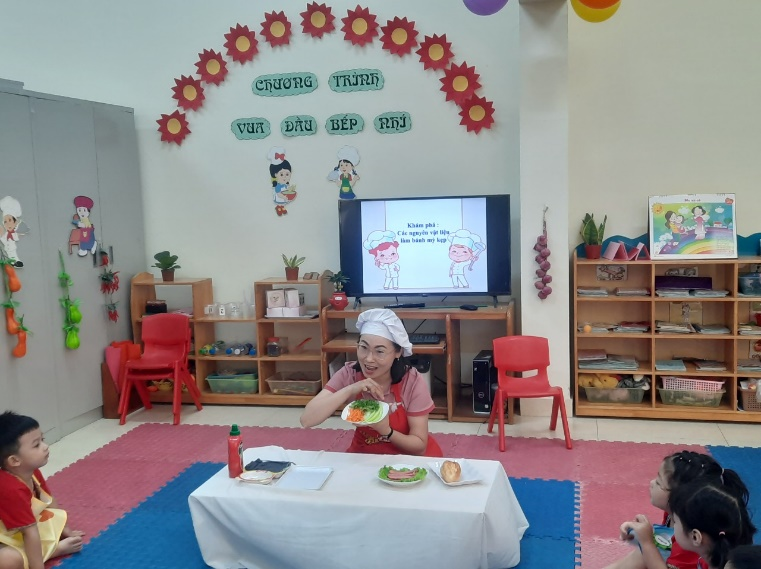 CHƯƠNG TRÌNH
VUA ĐẦU BẾP NHÍ
Khám phá :
Các nguyên vật liệu
làm bánh mỳ kẹp